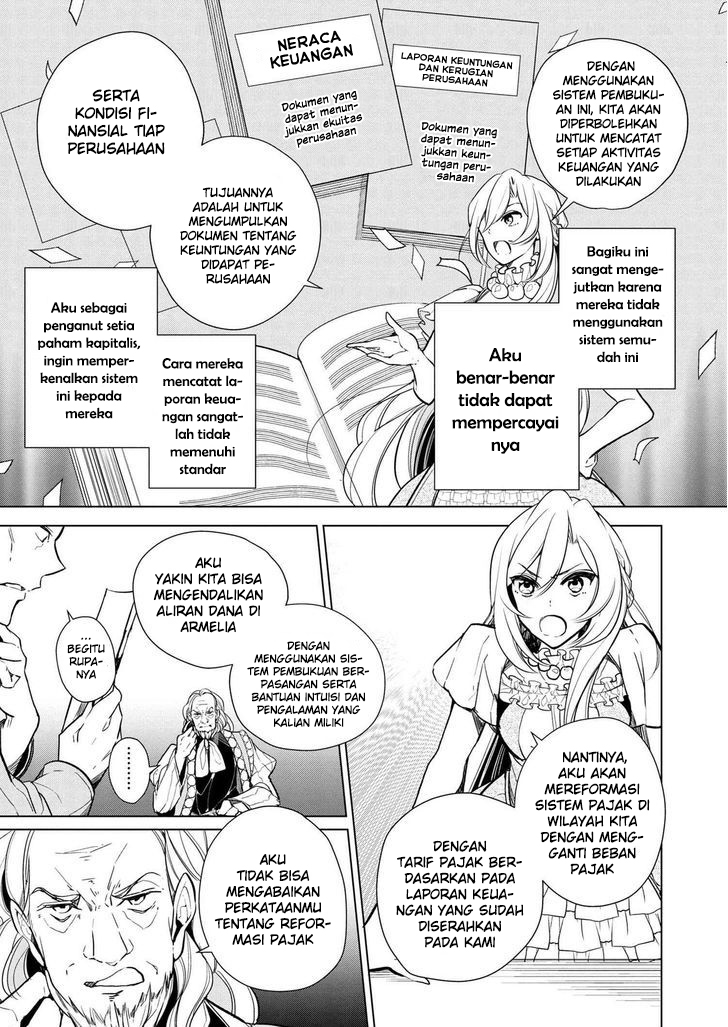 DENGAN
MENGGUNAKAN
SISTEM PEMBUKU-
AN INI, KITA AKAN
DIPERBOLEHKAN
UNTUK MENCATAT
SETIAP AKTIVITAS
KEUANGAN YANG
DILAKUKAN
LAPORAN KEUNTUNGAN
DAN KERUGIAN
PERUSAHAAN
Dokumen yang
dapat menun-
jukkan keun-
tungan peru-
sahaan
NERACA
KEUANGAN
Dokumen yang
dapat menun-
jukkan ekuitas
perusahaan
SERTA
KONDISI FI-
NANSIAL TIAP
PERUSAHAAN
TUJUANNYA
ADALAH UNTUK
MENGUMPULKAN
DOKUMEN TENTANG
KEUNTUNGAN YANG
DIDAPAT PE-
RUSAHAAN
Bagiku ini
sangat menge-
jutkan karena
mereka tidak
menggunakan
sistem semu-
dah ini
Aku
benar-benar
tidak dapat
mempercayai
nya
Cara mereka
mencatat la-
poran keua-
ngan sangat-
lah tidak
memenuhi
standar
Aku sebagai
penganut setia
paham kapitalis,
ingin memper-
kenalkan sistem
ini kepada
mereka
NANTINYA,
AKU AKAN
MEREFORMASI
SISTEM PAJAK DI
WILAYAH KITA
DENGAN MENG-
GANTI BEBAN
PAJAK
DENGAN
TARIF PAJAK BER-
DASARKAN PADA
LAPORAN KEUA-
NGAN YANG SUDAH
DISERAHKAN
PADA KAMI
AKU
YAKIN KITA BISA
MENGENDALIKAN
ALIRAN DANA DI
ARMELIA
DENGAN
MENGGUNAKAN SIS-
TEM PEMBUKUAN BER-
PASANGAN SERTA
BANTUAN INTUISI DAN
PENGALAMAN YANG
KALIAN MILIKI
...
BEGITU
RUPA-
NYA
......
AKU
TIDAK BISA
MENGABAIKAN
PERKATAANMU
TENTANG REFOR-
MASI PAJAK